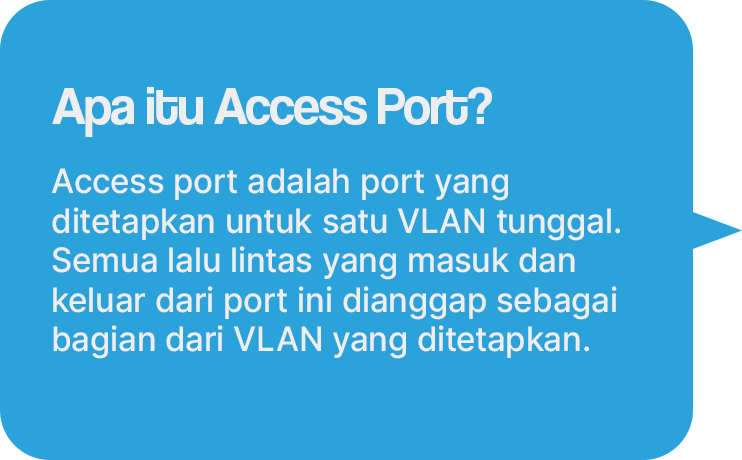 Apa itu Access Port?
Access port adalah port yang
ditetapkan untuk satu VLAN tunggal.
Semua lalu lintas yang masuk dan
keluar dari port ini dianggap sebagai
bagian dari VLAN yang ditetapkan.